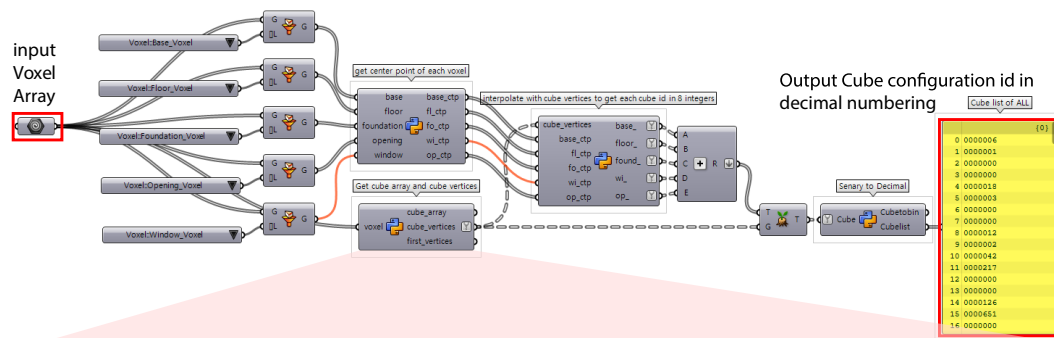 input
Voxel
Array
Voxel:Base_Voxel
G
G
L
Voxel:Floor_Voxel
G
G
L
Voxel:Foundation_Voxel
G
G
L
Voxel:Opening_Voxel
G
G
L
Voxel:Window_Voxel
G
G
L
get center point of each voxel
base base_ctp
floor fl_ctp
foundation fo_ctp
opening wi_ctp
window op_ctp
Get cube array and cube vertices
cube_array
voxel cube_vertices
first_vertices
interpolate with cube vertices to get each cube id in 8 integers
cube_vertices base_
base_ctp floor_
fl_ctp found_
fo_ctp
wi_ctp wi_
op_ctp op_
A
B
C R
D
E
T T
G
Senary to Decimal
Cube Cubetobin
Cubelist
Output Cube configuration id in
decimal numbering
Cube list of ALL
{0}
0 0000006
1 0000001
2 0000000
3 0000000
4 0000018
5 0000003
6 0000000
7 0000000
8 0000012
9 0000002
10 0000042
11 0000217
12 0000000
13 0000000
14 0000126
15 0000651
16 0000000